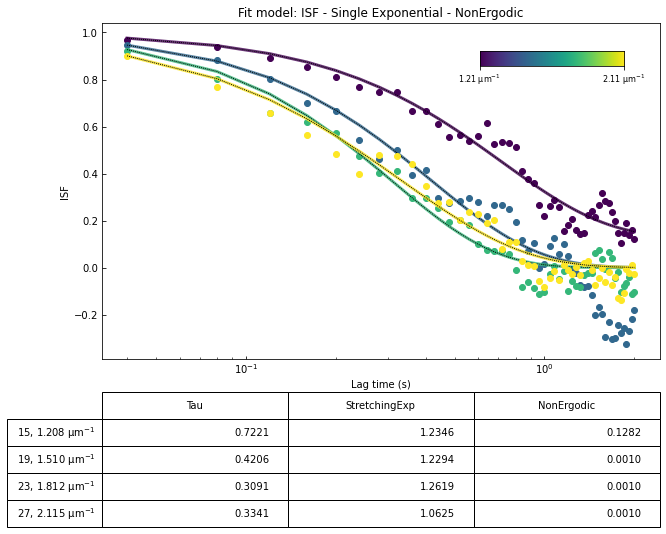 Fit model: ISF - Single Exponential - NonErgodic
1.0
0.8
0.6
0.4
0.2
0.0
−0.2
ISF
1.21 μm⁻¹ 2.11 μm⁻¹
10⁻¹ 10⁰
Lag time (s)
Tau StretchingExp NonErgodic
15, 1.208 μm⁻¹ 0.7221 1.2346 0.1282
19, 1.510 μm⁻¹ 0.4206 1.2294 0.0010
23, 1.812 μm⁻¹ 0.3091 1.2619 0.0010
27, 2.115 μm⁻¹ 0.3341 1.0625 0.0010